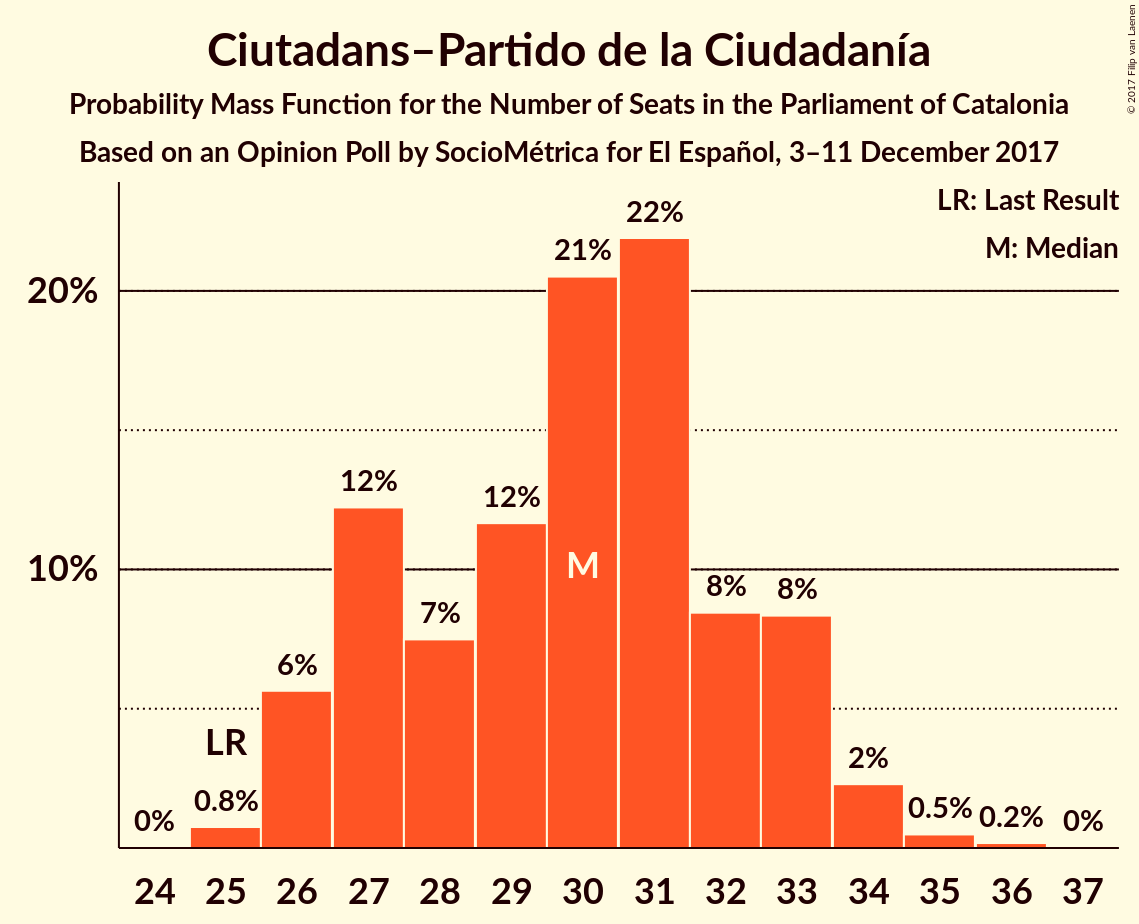 Ciutadans–Partido de la Ciudadanía
Probability Mass Function for the Number of Seats in the Parliament of Catalonia
Based on an Opinion Poll by SocioMétrica for El Español, 3–11 December 2017
© 2017 Filip van Laenen
LR: Last Result
M: Median
20%
10%
0%
0.8%
LR
6%
12%
7%
12%
21%
M
22%
8%
8%
2%
0.5%
0.2%
0%
24 25 26 27 28 29 30 31 32 33 34 35 36 37